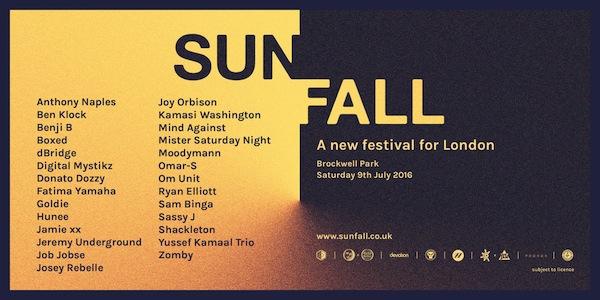 SUN
FALL
Anthony Naples
Ben Klock
Benji B
Boxed
dBridge
Digital Mystikz
Donato Dozzy
Fatima Yamaha
Goldie
Hunee
Jamie xx
Jeremy Underground
Job Jobse
Josey Rebelle
Joy Orbison
Kamasi Washington
Mind Against
Mister Saturday Night
Moodymann
Omar-S
Om Unit
Ryan Elliott
Sam Binga
Sassy J
Shackleton
Yussef Kamaal Trio
Zomby
A new festival for London
Brockwell Park
Saturday 9th July 2016
www.sunfall.co.uk
subject to licence